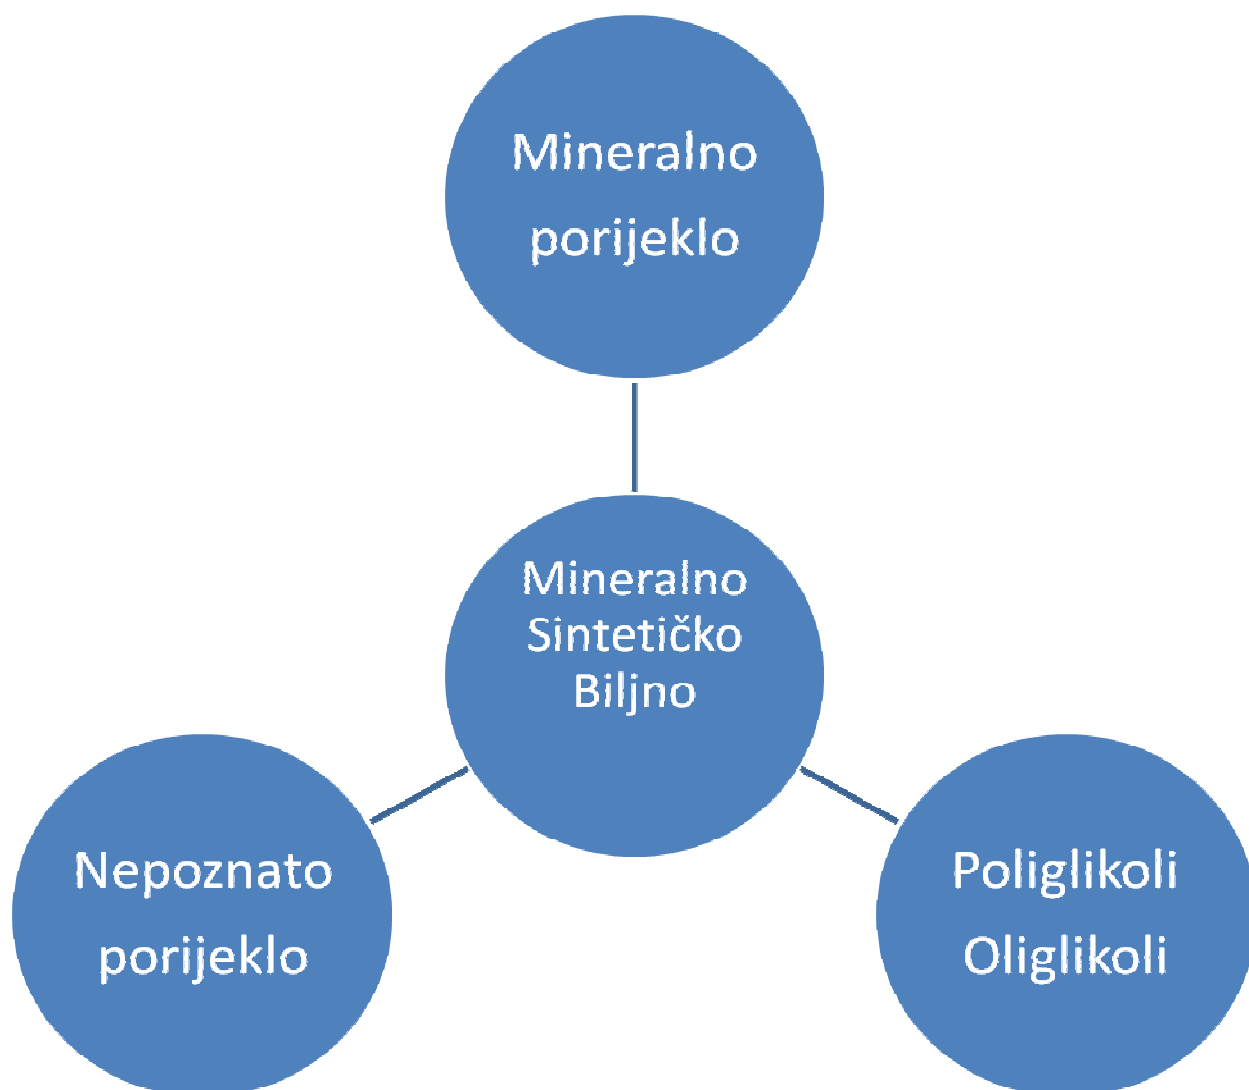 Mineralno
porijeklo
Mineralno
Sintetičko
Biljno
Nepoznato
porijeklo
Poliglikoli
Oliglikoli